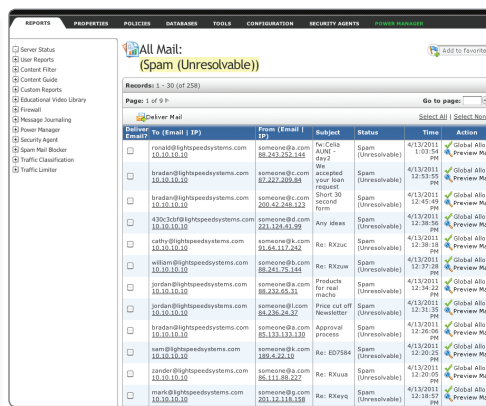 REPORTS PROPERTIES POLICIES DATABASES TOOLS CONFIGURATION SECURITY AGENTS POWER MANAGER
Server Status
User Reports
Content Filter
Content Guide
Custom Reports
Educational Video Library
Firewall
Message Journaling
Power Manager
Security Agent
Spam Mail Blocker
Traffic Classification
Traffic Limiter
All Mail:
(Spam (Unresolvable))
Add to favorite
Records: 1 - 30 (of 258)
Page: 1 of 9 Go to page:
Deliver Mail Select All | Select Non
Deliver Email? To (Email | IP) From (Email | IP) Subject Status Time Action
ronald@lightspeedsystems.com 10.10.10.10 someone@a.com 88.243.252.144 fw:Celia AUNI - day2 Spam (Unresolvable) 4/13/2011 1:03:54 PM Global Allo Preview Ma
bradan@lightspeedsystems.com 10.10.10.10 someone@c.com 87.227.209.84 We accepted your loan request Spam (Unresolvable) 4/13/2011 12:53:55 PM Global Allo Preview Ma
bradan@lightspeedsystems.com 10.10.10.10 someone@c.com 200.42.248.123 Short 30 second form Spam (Unresolvable) 4/13/2011 12:45:49 PM Global Allo Preview Ma
430c3cbf@lightspeedsystems.com 10.10.10.10 someone@d.com 221.124.41.99 Any ideas Spam (Unresolvable) 4/13/2011 12:38:56 PM Global Allo Preview Ma
cathy@lightspeedsystems.com 10.10.10.10 someone@k.com 91.64.117.242 Re: RXzuc Spam (Unresolvable) 4/13/2011 12:38:18 PM Global Allo Preview Ma
william@lightspeedsystems.com 10.10.10.10 someone@b.com 88.241.75.144 Re: RXzuw Spam (Unresolvable) 4/13/2011 12:37:28 PM Global Allo Preview Ma
jordan@lightspeedsystems.com 10.10.10.10 someone@a.com 88.232.65.31 Products for real macho Spam (Unresolvable) 4/13/2011 12:34:22 PM Global Allo Preview Ma
jordan@lightspeedsystems.com 10.10.10.10 someone@l.com 84.236.24.37 Price cut off Newsletter Spam (Unresolvable) 4/13/2011 12:31:35 PM Global Allo Preview Ma
bradan@lightspeedsystems.com 10.10.10.10 someone@a.com 85.133.133.130 Approval process Spam (Unresolvable) 4/13/2011 12:26:06 PM Global Allo Preview Ma
sam@lightspeedsystems.com 10.10.10.10 someone@k.com 189.4.22.10 Re: ED7584 Spam (Unresolvable) 4/13/2011 12:20:25 PM Global Allo Preview Ma
zander@lightspeedsystems.com 10.10.10.10 someone@a.com 86.111.88.227 Re: RXuua Spam (Unresolvable) 4/13/2011 12:20:05 PM Global Allo Preview Ma
mark@lightspeedsystems.com 10.10.10.10 someone@g.com 201.12.118.158 Re: RXeyq Spam (Unresolvable) 4/13/2011 12:18:57 PM Global Allo Preview Ma